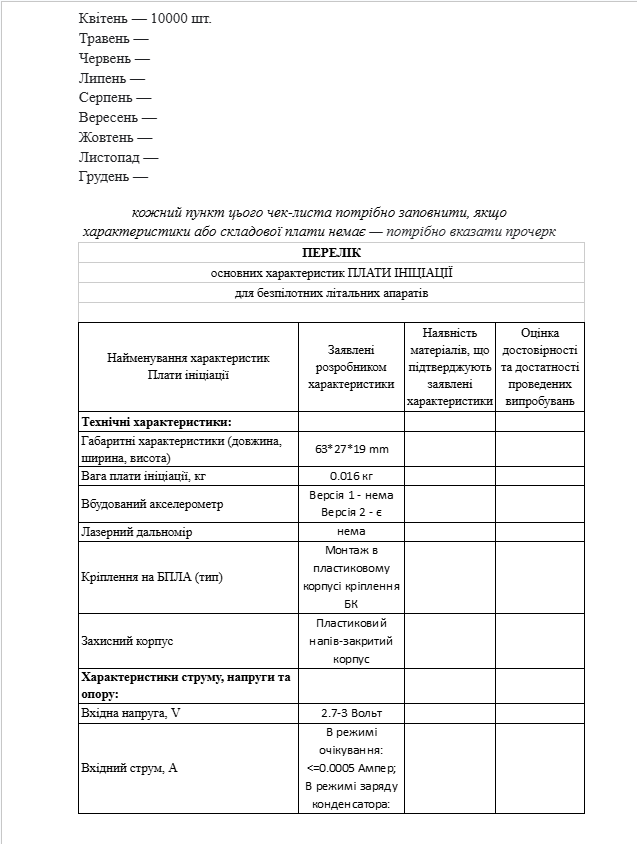 Квітень — 10000 шт.
Травень —
Червень —
Липень —
Серпень —
Вересень —
Жовтень —
Листопад —
Грудень —
кожний пункт цього чек-листа потрібно заповнити, якщо
характеристики або складової плати немає — потрібно вказати прочерк
ПЕРЕЛІК
основних характеристик ПЛАТИ ІНІЦІАЦІЇ
для безпілотних літальних апаратів
Найменування характеристик
Плати ініціації
Заявлені
розробником
характеристики
Наявність
матеріалів, що
підтверджують
заявлені
характеристики
Оцінка
достовірності
та достатності
проведених
випробувань
Технічні характеристики:
Габаритні характеристики (довжина,
ширина, висота)
63*27*19 mm
Вага плати ініціації, кг
0.016 кг
Вбудований акселерометр
Версія 1 - нема
Версія 2 - є
Лазерний дальномір
нема
Кріплення на БПЛА (тип)
Монтаж в
пластиковому
корпусі кріплення
БК
Захисний корпус
Пластиковий
напів-закритий
корпус
Характеристики струму, напруги та
опору:
Вхідна напруга, V
2.7-3 Вольт
Вхідний струм, А
В режимі
очікування:
<=0.0005 Ампер;
В режимі заряду
конденсатора: